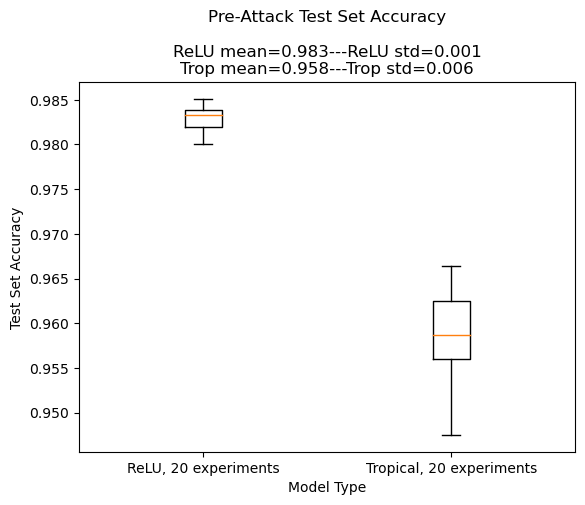 Pre-Attack Test Set Accuracy
ReLU mean=0.983---ReLU std=0.001
Trop mean=0.958---Trop std=0.006
0.985
0.980
0.975
0.970
0.965
0.960
0.955
0.950
Test Set Accuracy
ReLU, 20 experiments
Tropical, 20 experiments
Model Type